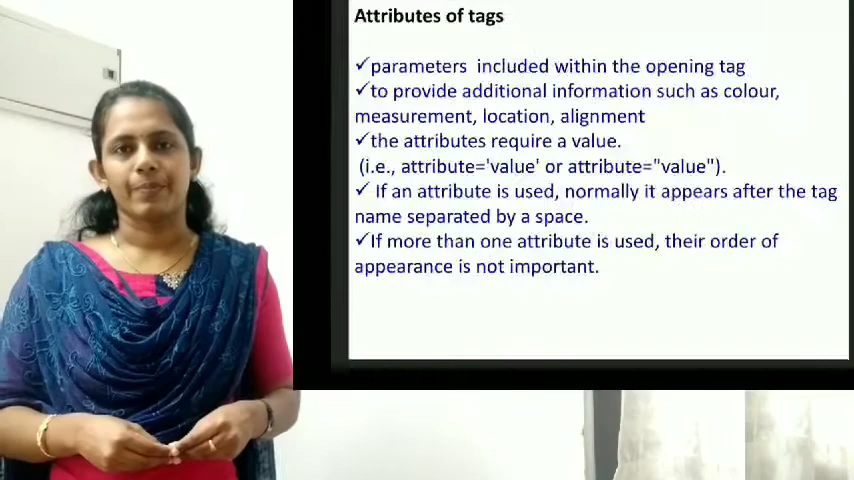 Attributes of tags
✓parameters included within the opening tag
✓to provide additional information such as colour,
measurement, location, alignment
✓the attributes require a value.
(i.e., attribute='value' or attribute="value").
✓ If an attribute is used, normally it appears after the tag
name separated by a space.
✓If more than one attribute is used, their order of
appearance is not important.